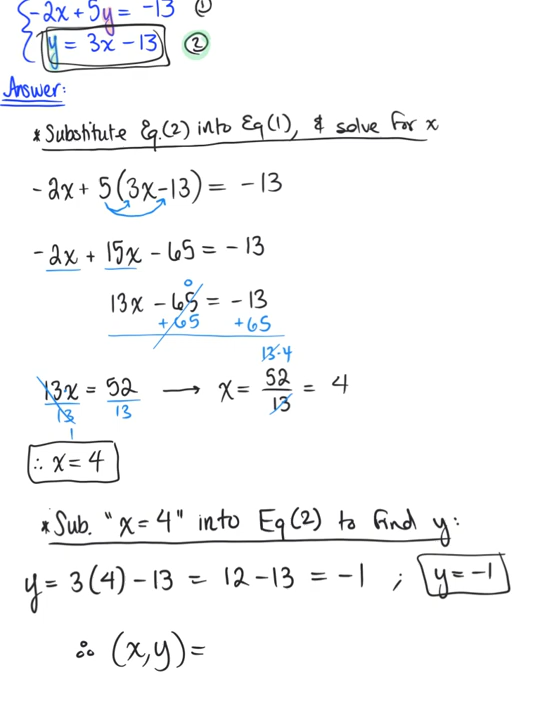 -2x + 5y = -13 ①
y = 3x - 13 ②
Answer:
* Substitute Eq.(2) into Eq(1), & solve for x
-2x + 5(3x-13) = -13
-2x + 15x - 65 = -13
0
13x - 65 = -13
+65 +65
13·4
13x/13 = 52/13 → x = 52/13 = 4
1
∴ x = 4
* Sub. "x = 4" into Eq(2) to find y:
y = 3(4) - 13 = 12 - 13 = -1 ; y = -1
∴ (x,y) =